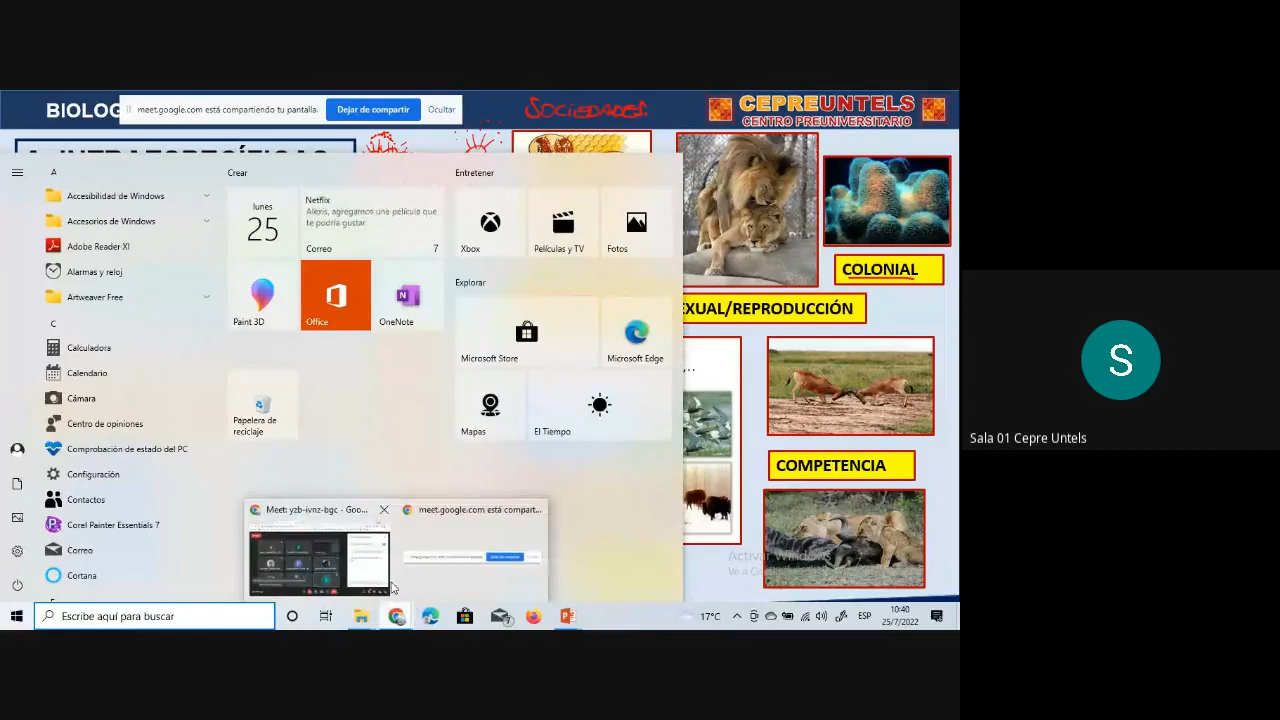 BIOLOG
meet.google.com está compartiendo tu pantalla.
Dejar de compartir
Ocultar
SOCIEDADES.
CEPREUNTELS
CENTRO PREUNIVERSITARIO
A. INTRAESPECÍFICAS
A
Accesibilidad de Windows
Accesorios de Windows
Adobe Reader XI
Alarmas y reloj
Artweaver Free
C
Calculadora
Calendario
Cámara
Centro de opiniones
Comprobación de estado del PC
Configuración
Contactos
Corel Painter Essentials 7
Correo
Cortana
Crear
lunes
25
Netflix
Alexis, agregamos una película que
te podría gustar
Correo 7
Paint 3D
Office
OneNote
Papelera de
reciclaje
Entretener
Xbox
Películas y TV
Fotos
Explorar
Microsoft Store
Microsoft Edge
Mapas
El Tiempo
COLONIAL
EXUAL/REPRODUCCIÓN
COMPETENCIA
Activar Windows
Ve a C
Meet: yzb-ivnz-bgc - Goo...
meet.google.com está compart...
Escribe aquí para buscar
7
17°C
ESP
10:40
25/7/2022
S
Sala 01 Cepre Untels